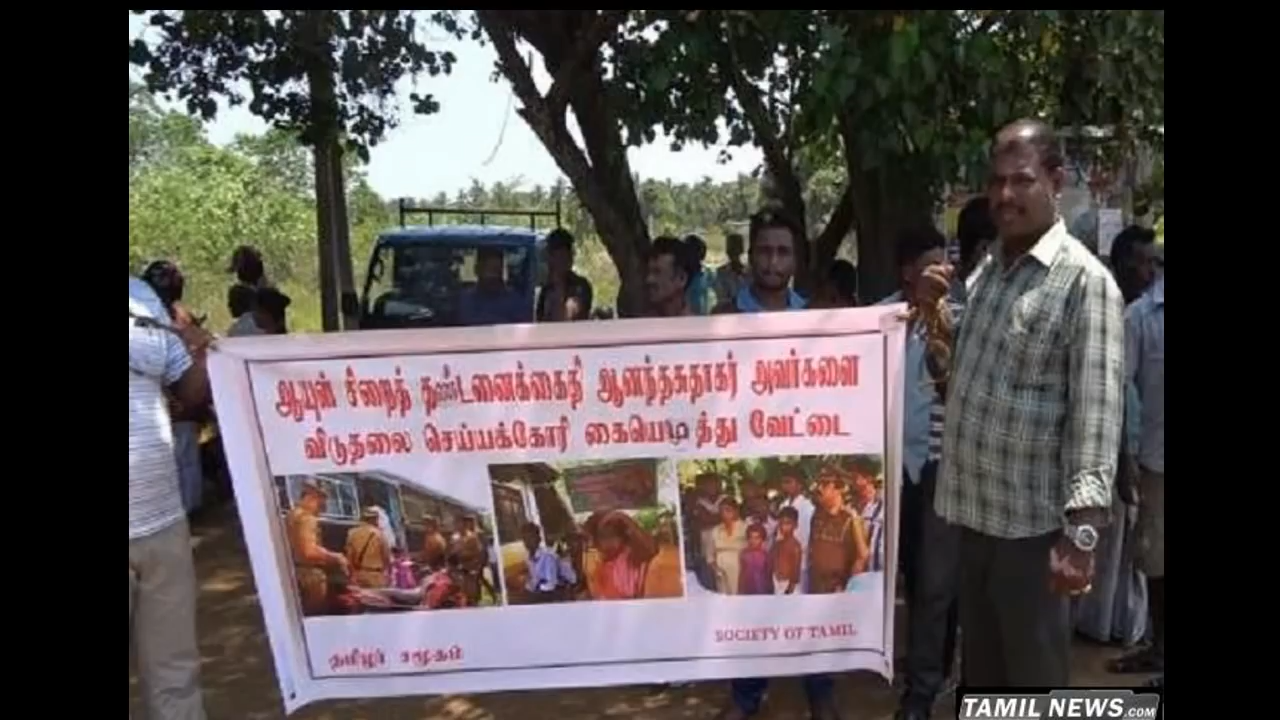 ஆயுள் சிறைத் தண்டனைக்கைதி ஆனந்தசுதாகர் அவர்களை
விடுதலை செய்யக்கோரி கையெழுத்து வேட்டை
தமிழர் சமூகம்
SOCIETY OF TAMIL
TAMIL NEWS.COM